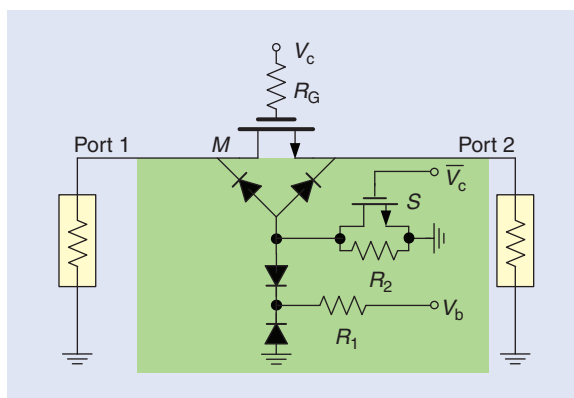 V_c
R_G
Port 1
M
Port 2
V̅_c
S
R_2
R_1
V_b